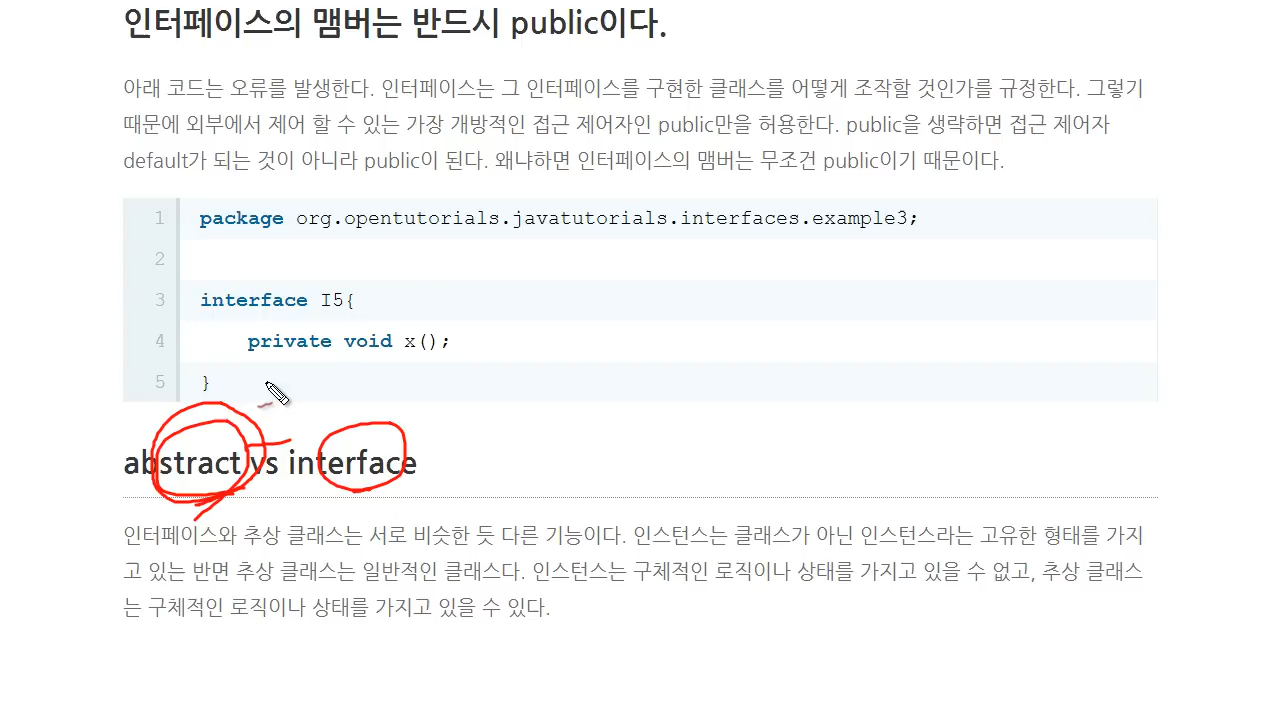 인터페이스의 맴버는 반드시 public이다.
아래 코드는 오류를 발생한다. 인터페이스는 그 인터페이스를 구현한 클래스를 어떻게 조작할 것인가를 규정한다. 그렇기
때문에 외부에서 제어 할 수 있는 가장 개방적인 접근 제어자인 public만을 허용한다. public을 생략하면 접근 제어자
default가 되는 것이 아니라 public이 된다. 왜냐하면 인터페이스의 맴버는 무조건 public이기 때문이다.
1 package org.opentutorials.javatutorials.interfaces.example3;
2
3 interface I5{
4 private void x();
5 }
abstract vs interface
인터페이스와 추상 클래스는 서로 비슷한 듯 다른 기능이다. 인스턴스는 클래스가 아닌 인스턴스라는 고유한 형태를 가지
고 있는 반면 추상 클래스는 일반적인 클래스다. 인스턴스는 구체적인 로직이나 상태를 가지고 있을 수 없고, 추상 클래스
는 구체적인 로직이나 상태를 가지고 있을 수 있다.